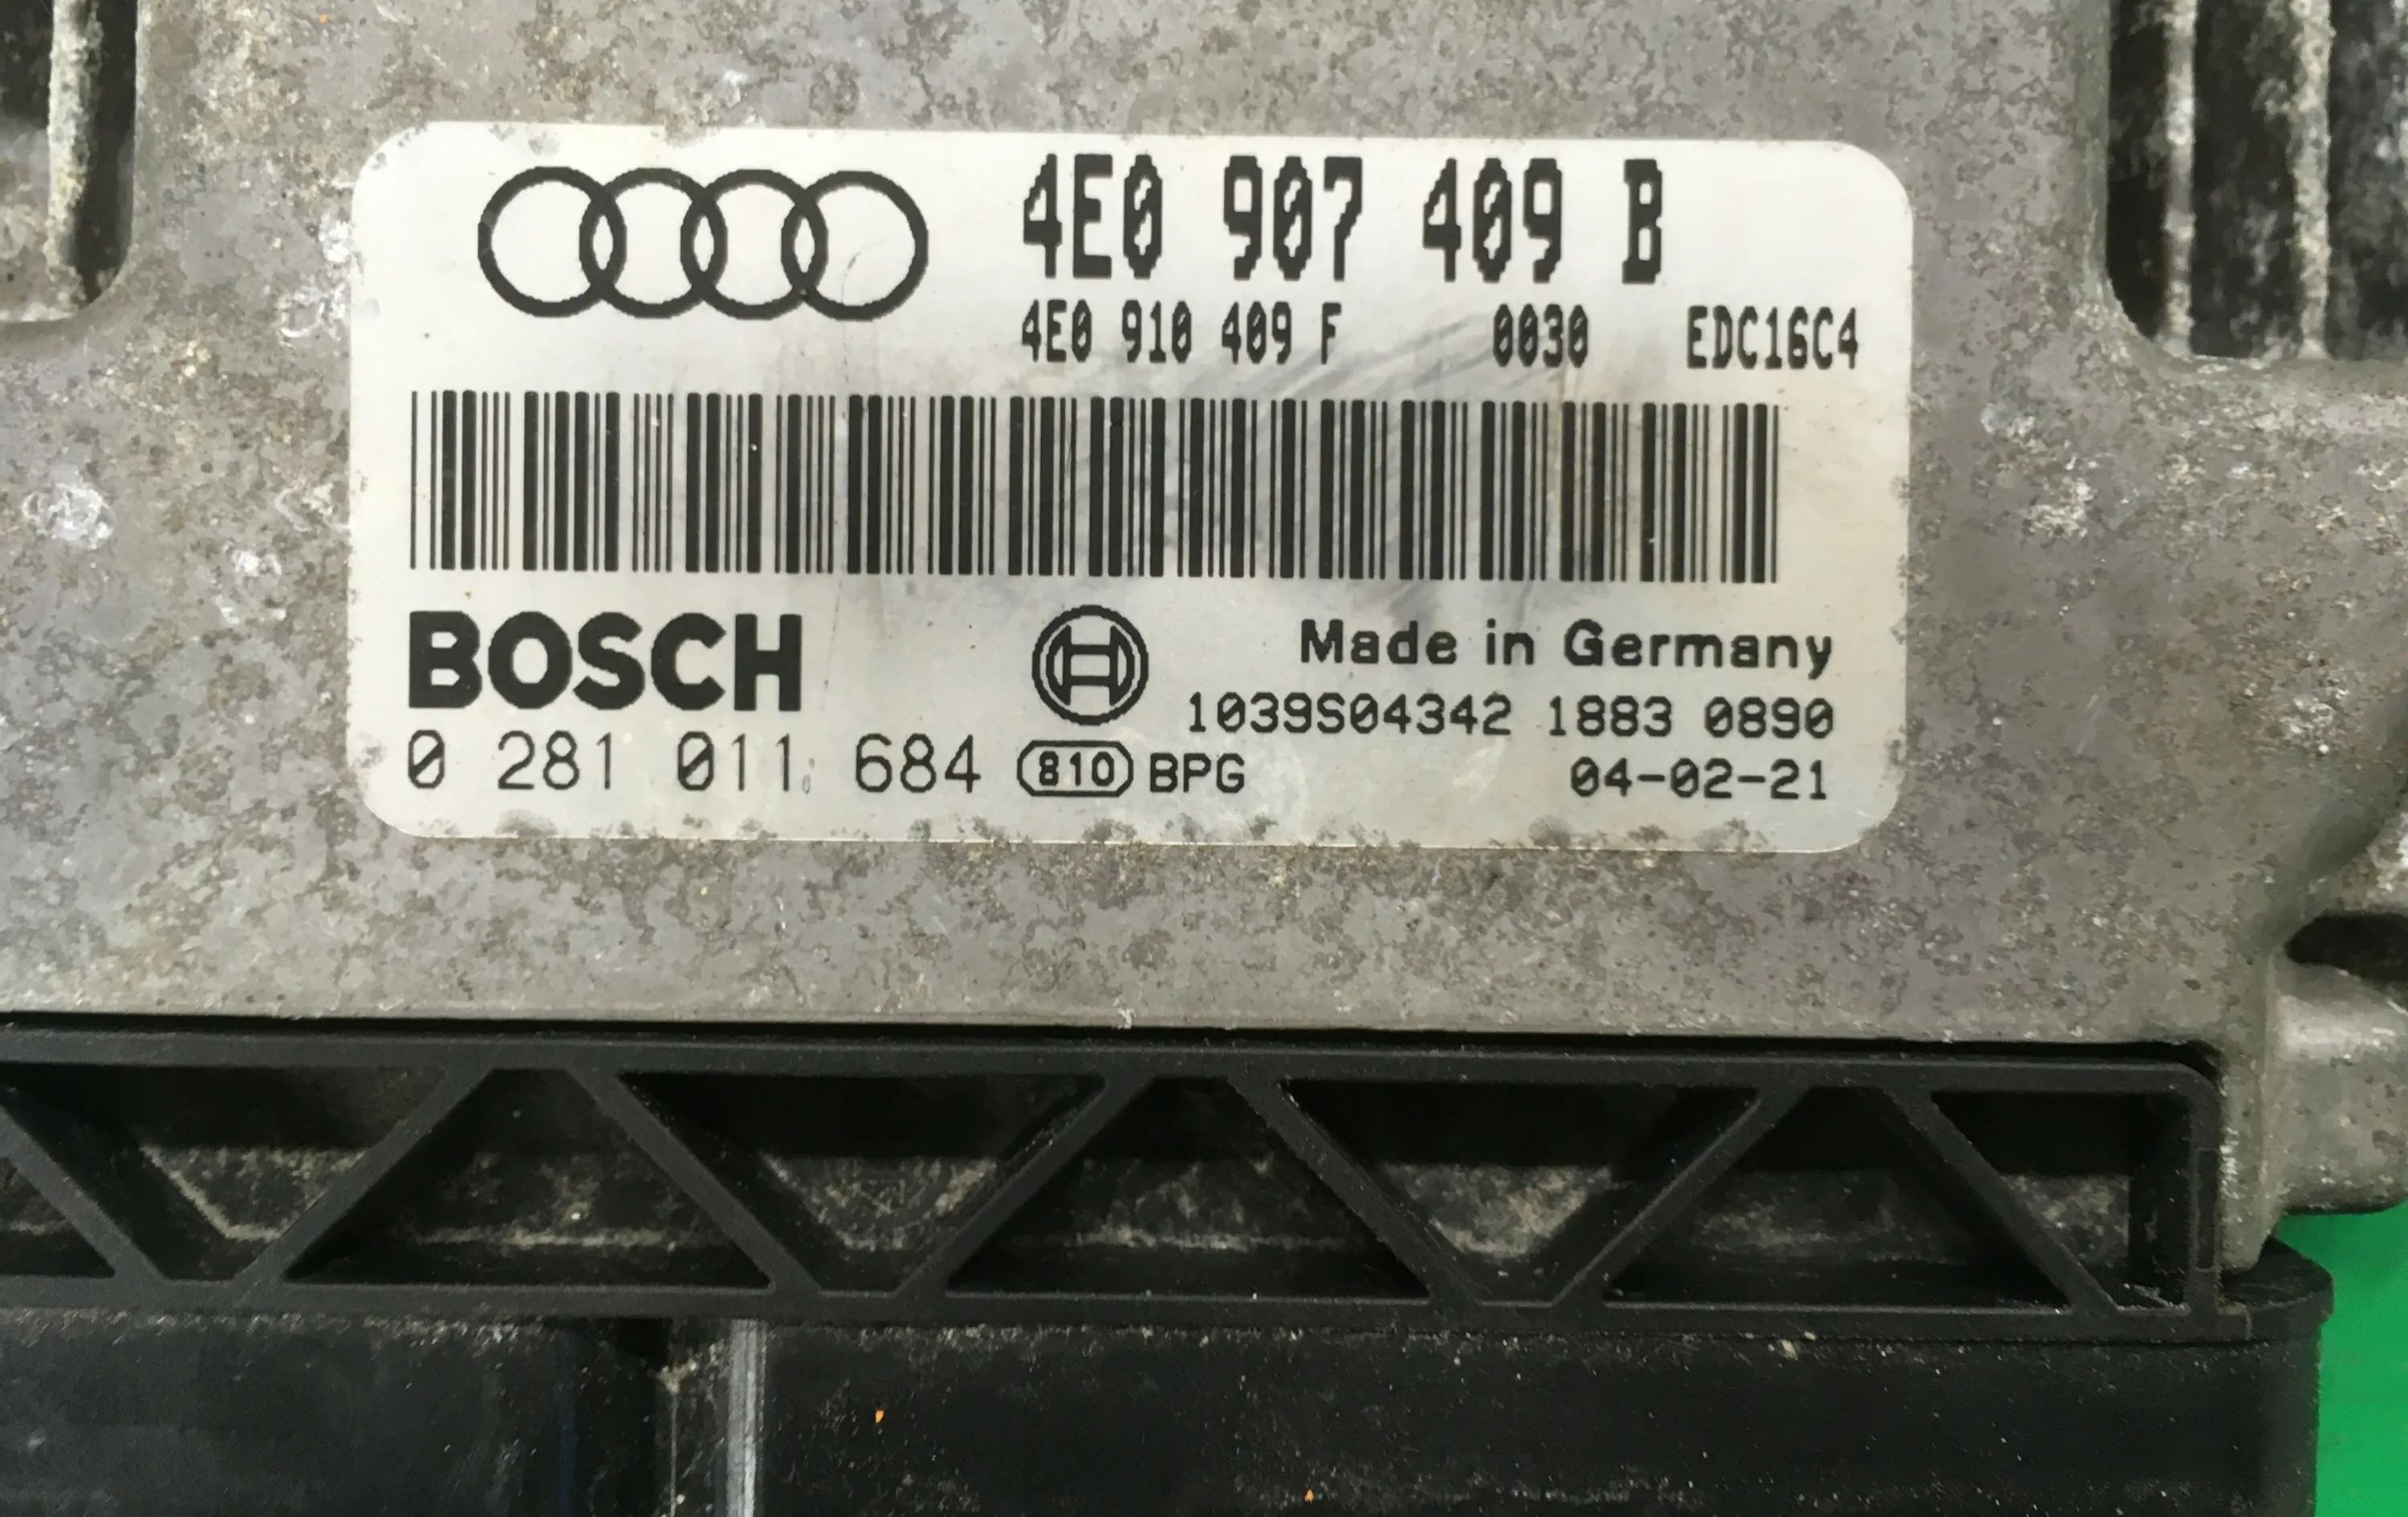 4E0 907 409 B
4E0 910 409 F 0030 EDC16C4
BOSCH
Made in Germany
1039S04342 1883 0890
0 281 011 684 810 BPG 04-02-21